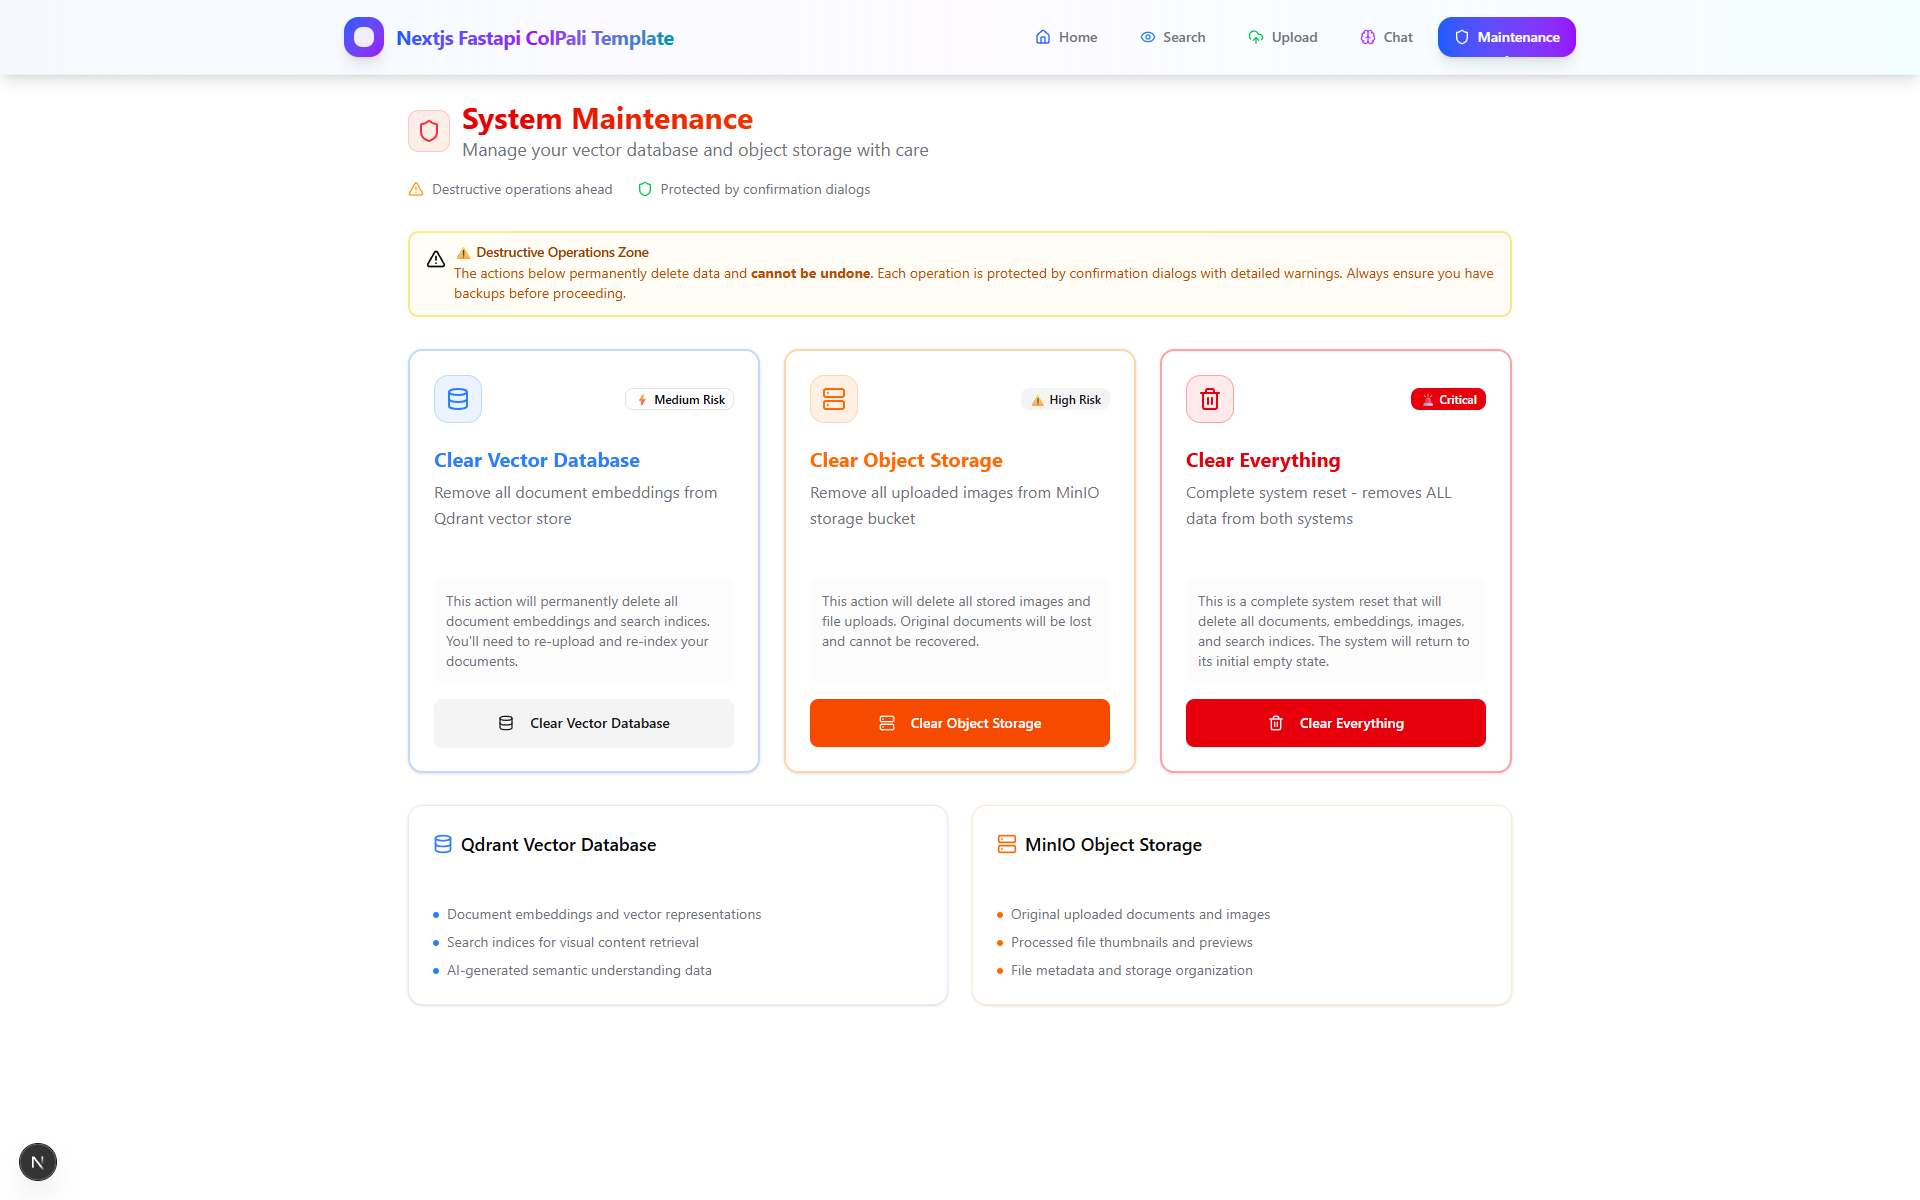 Nextjs Fastapi ColPali Template
Home
Search
Upload
Chat
Maintenance
System Maintenance
Manage your vector database and object storage with care
Destructive operations ahead
Protected by confirmation dialogs
⚠️ Destructive Operations Zone
The actions below permanently delete data and cannot be undone. Each operation is protected by confirmation dialogs with detailed warnings. Always ensure you have
backups before proceeding.
⚡ Medium Risk
Clear Vector Database
Remove all document embeddings from
Qdrant vector store
This action will permanently delete all
document embeddings and search indices.
You'll need to re-upload and re-index your
documents.
Clear Vector Database
⚠️ High Risk
Clear Object Storage
Remove all uploaded images from MinIO
storage bucket
This action will delete all stored images and
file uploads. Original documents will be lost
and cannot be recovered.
Clear Object Storage
🚨 Critical
Clear Everything
Complete system reset - removes ALL
data from both systems
This is a complete system reset that will
delete all documents, embeddings, images,
and search indices. The system will return to
its initial empty state.
Clear Everything
Qdrant Vector Database
Document embeddings and vector representations
Search indices for visual content retrieval
AI-generated semantic understanding data
MinIO Object Storage
Original uploaded documents and images
Processed file thumbnails and previews
File metadata and storage organization
N